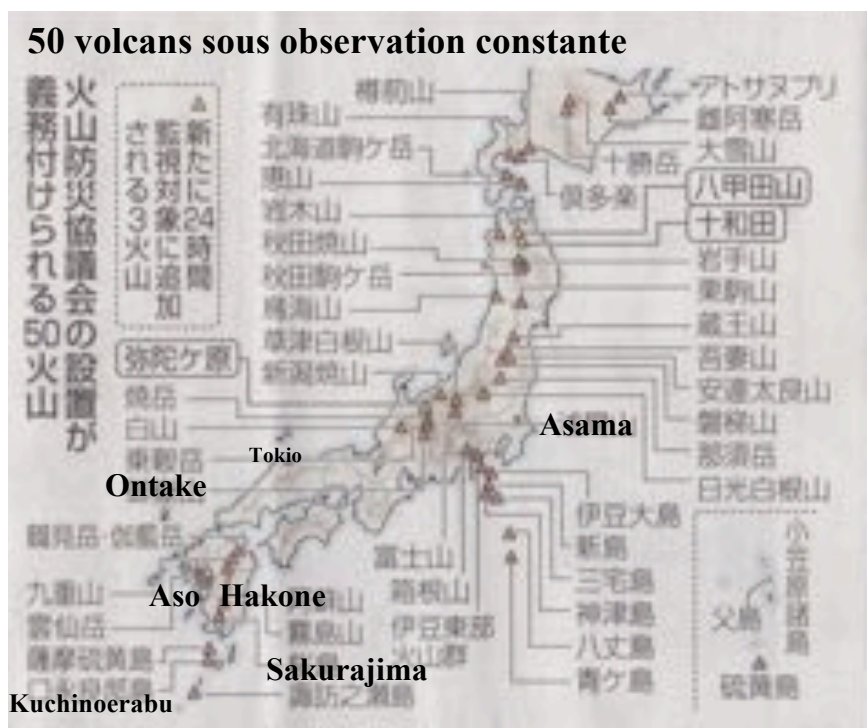 50 volcans sous observation constante
火山防災協議会の設置が
義務付けられる50火山
新たに24時間
監視対象に追加
される3火山
樽前山
有珠山
北海道駒ケ岳
恵山
岩木山
秋田焼山
秋田駒ケ岳
鳥海山
草津白根山
新潟焼山
弥陀ケ原
焼岳
白山
乗鞍岳
アトサヌプリ
雌阿寒岳
大雪山
十勝岳
倶多楽
八甲田山
十和田
岩手山
栗駒山
蔵王山
吾妻山
安達太良山
磐梯山
那須岳
日光白根山
Asama
Tokio
Ontake
鶴見岳・伽藍岳
九重山
雲仙岳
薩摩硫黄島
Aso Hakone
霧島山
Sakurajima
Kuchinoerabu
諏訪之瀬島
富士山
箱根山
伊豆東部
火山群
伊豆大島
新島
三宅島
神津島
八丈島
青ケ島
小笠原諸島
父島
硫黄島